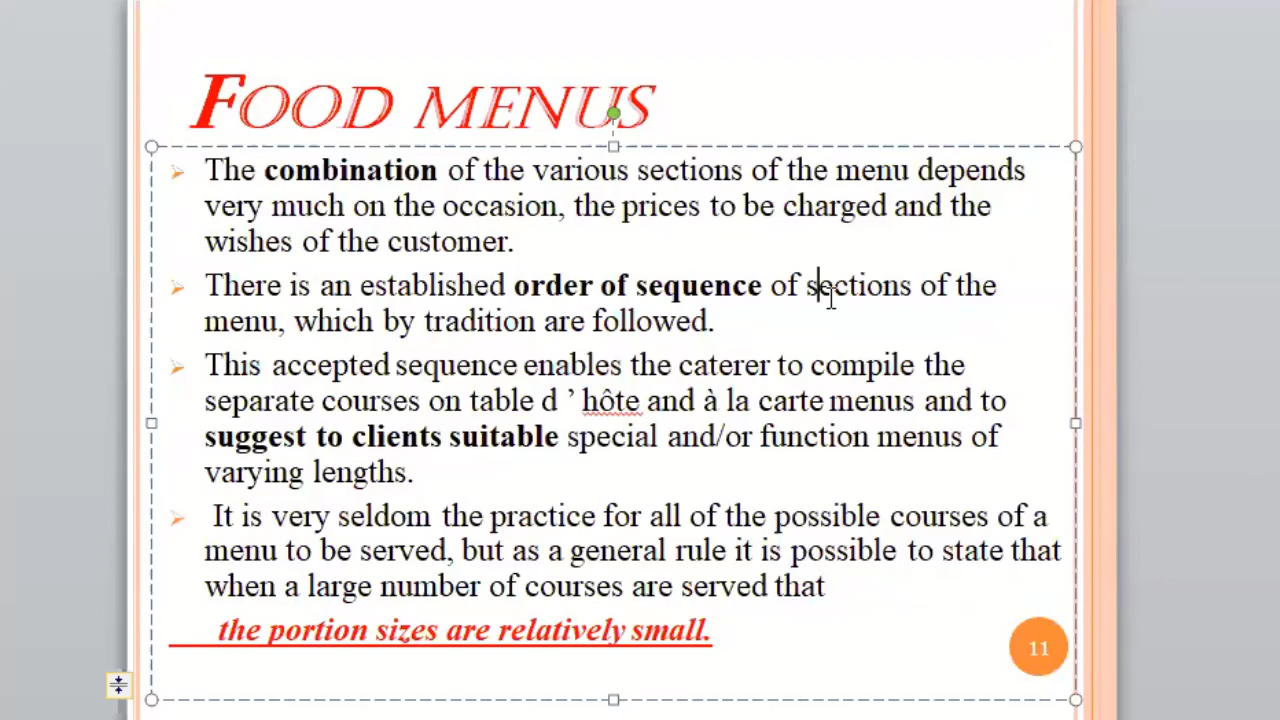 FOOD MENUS
The combination of the various sections of the menu depends
very much on the occasion, the prices to be charged and the
wishes of the customer.
There is an established order of sequence of sections of the
menu, which by tradition are followed.
This accepted sequence enables the caterer to compile the
separate courses on table d ’ hôte and à la carte menus and to
suggest to clients suitable special and/or function menus of
varying lengths.
It is very seldom the practice for all of the possible courses of a
menu to be served, but as a general rule it is possible to state that
when a large number of courses are served that
the portion sizes are relatively small.
11